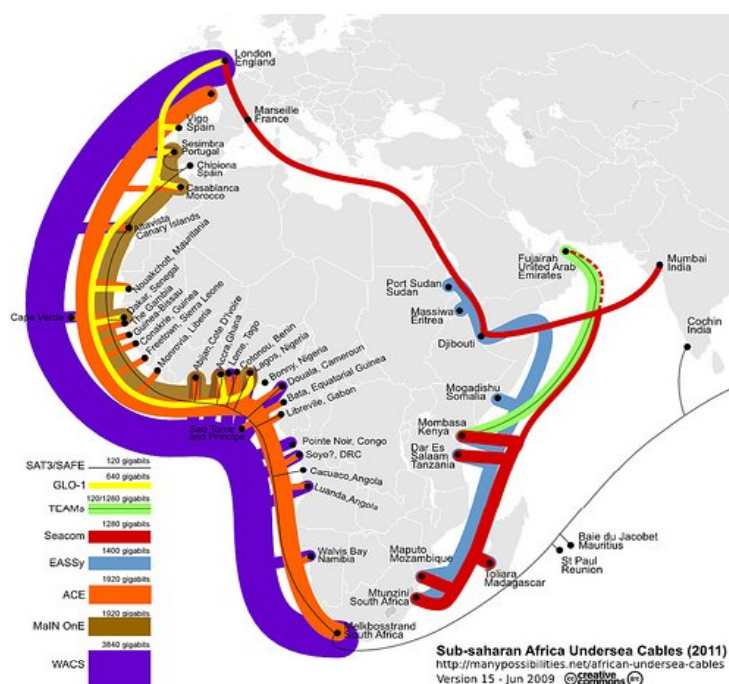 London
England
Marseille
France
Vigo
Spain
Sesimbra
Portugal
Chipiona
Spain
Casablanca
Morocco
Altavista
Canary Islands
Nouakchott, Mauritania
Dakar, Senegal
The Gambia
Guinea-Bissau
Conakrie, Guinea
Freetown, Sierra Leone
Monrovia, Liberia
Cape Verde
Abijan,Cote D'ivoire
Accra,Ghana
Lome, Togo
Cotonou, Benin
Lagos, Nigeria
Bonny, Nigeria
Douala, Cameroun
Bata, Equatorial Guinea
Libreville, Gabon
Sao Tome
and Principe
Pointe Noir, Congo
Soyo?, DRC
Cacuaco,Angola
Luanda,Angola
Walvis Bay
Namibia
Melkbosstrand
South Africa
Port Sudan
Sudan
Massiwa
Eritrea
Djibouti
Fujairah
United Arab
Emirates
Mumbai
India
Cochin
India
Mogadishu
Somalia
Mombasa
Kenya
Dar Es
Salaam
Tanzania
Maputo
Mozambique
Mtunzini
South Africa
Toliara
Madagascar
Baie du Jacobet
Mauritius
St Paul
Reunion
120 gigabits
SAT3/SAFE
640 gigabits
GLO-1
120/1280 gigabits
TEAMs
1280 gigabits
Seacom
1400 gigabits
EASSy
1920 gigabits
ACE
1920 gigabits
MaIN OnE
3840 gigabits
WACS
Sub-saharan Africa Undersea Cables (2011)
http://manypossibilities.net/african-undersea-cables
Version 15 - Jun 2009 cc creative commons BY